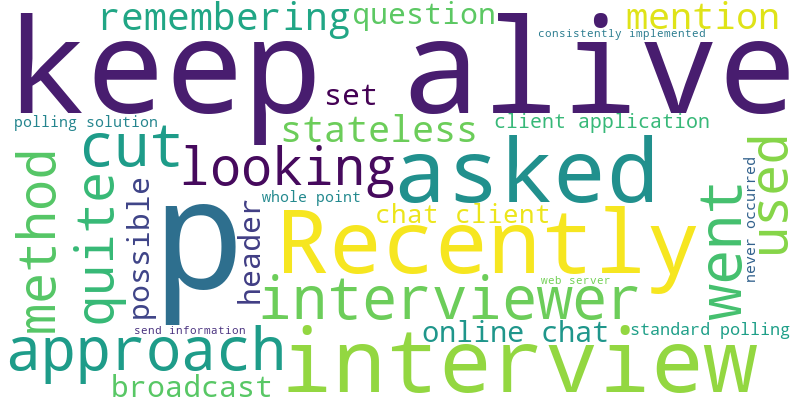 remembering
question
mention
consistently implemented
keep alive
set
polling solution
stateless
client application
cut
looking
asked
method
quite
possible
p
header
whole point
chat client
Recently
went
never occurred
used
interviewer
web server
send information
online chat
standard polling
approach
interview
broadcast